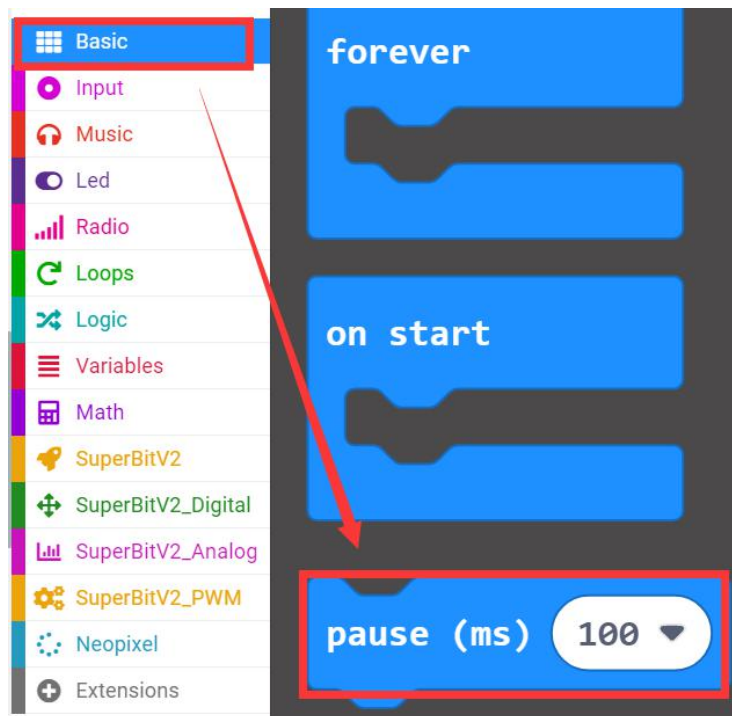 Basic
Input
Music
Led
Radio
Loops
Logic
Variables
Math
SuperBitV2
SuperBitV2_Digital
SuperBitV2_Analog
SuperBitV2_PWM
Neopixel
Extensions
forever
on start
pause (ms) 100